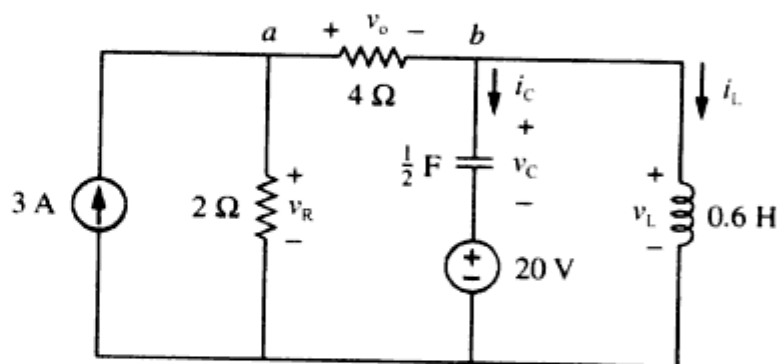 a
+ v_o −
b
4 Ω
i_C
i_L
3 A
2 Ω
+
v_R
−
½ F
+
v_C
−
+
v_L
−
0.6 H
+
−
20 V